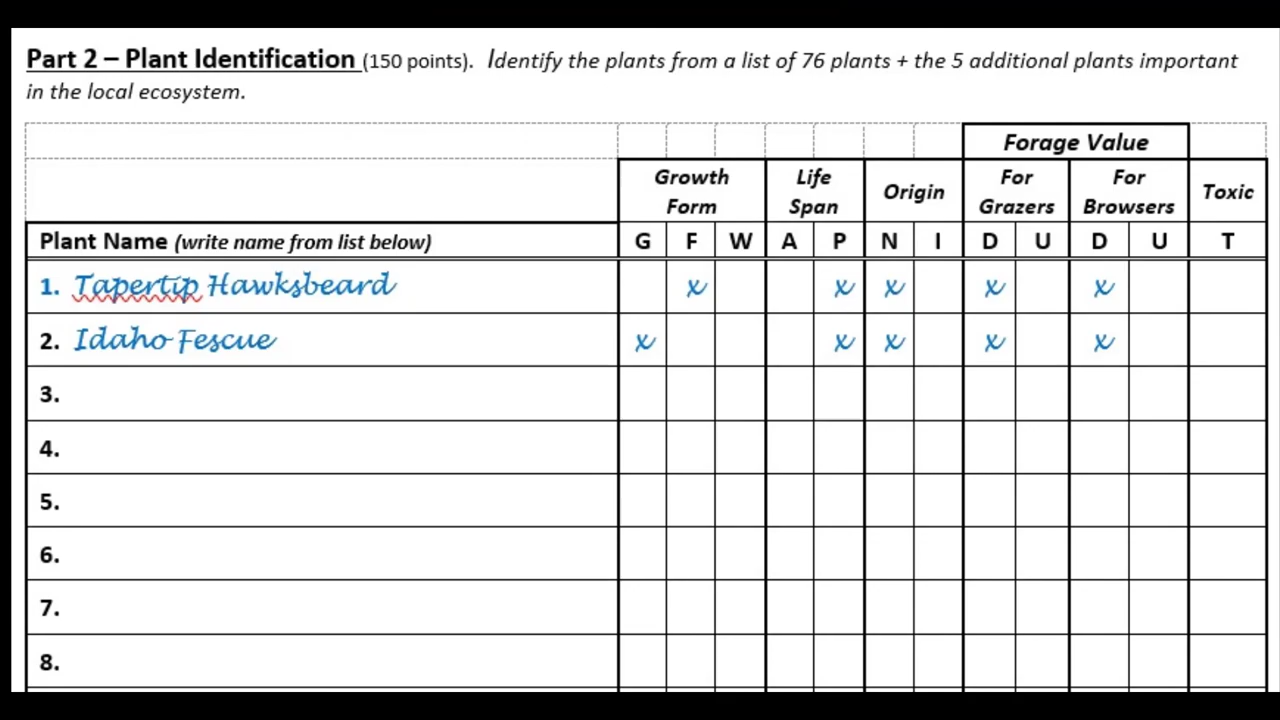 Part 2 – Plant Identification (150 points). Identify the plants from a list of 76 plants + the 5 additional plants important
in the local ecosystem.
Forage Value
Growth Form Life Span Origin For Grazers For Browsers Toxic
Plant Name (write name from list below) G F W A P N I D U D U T
1. Tapertip Hawksbeard x x x x x
2. Idaho Fescue x x x x x
3.
4.
5.
6.
7.
8.